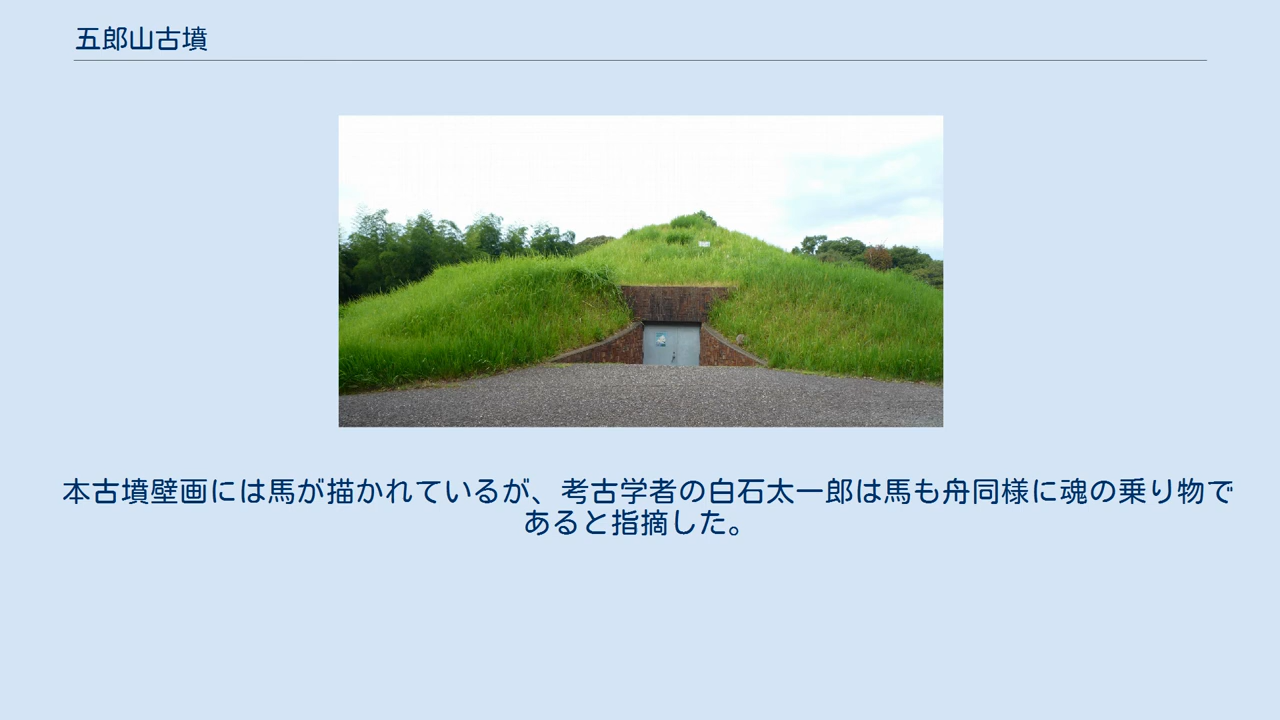 五郎山古墳
本古墳壁画には馬が描かれているが、考古学者の白石太一郎は馬も舟同様に魂の乗り物で
あると指摘した。